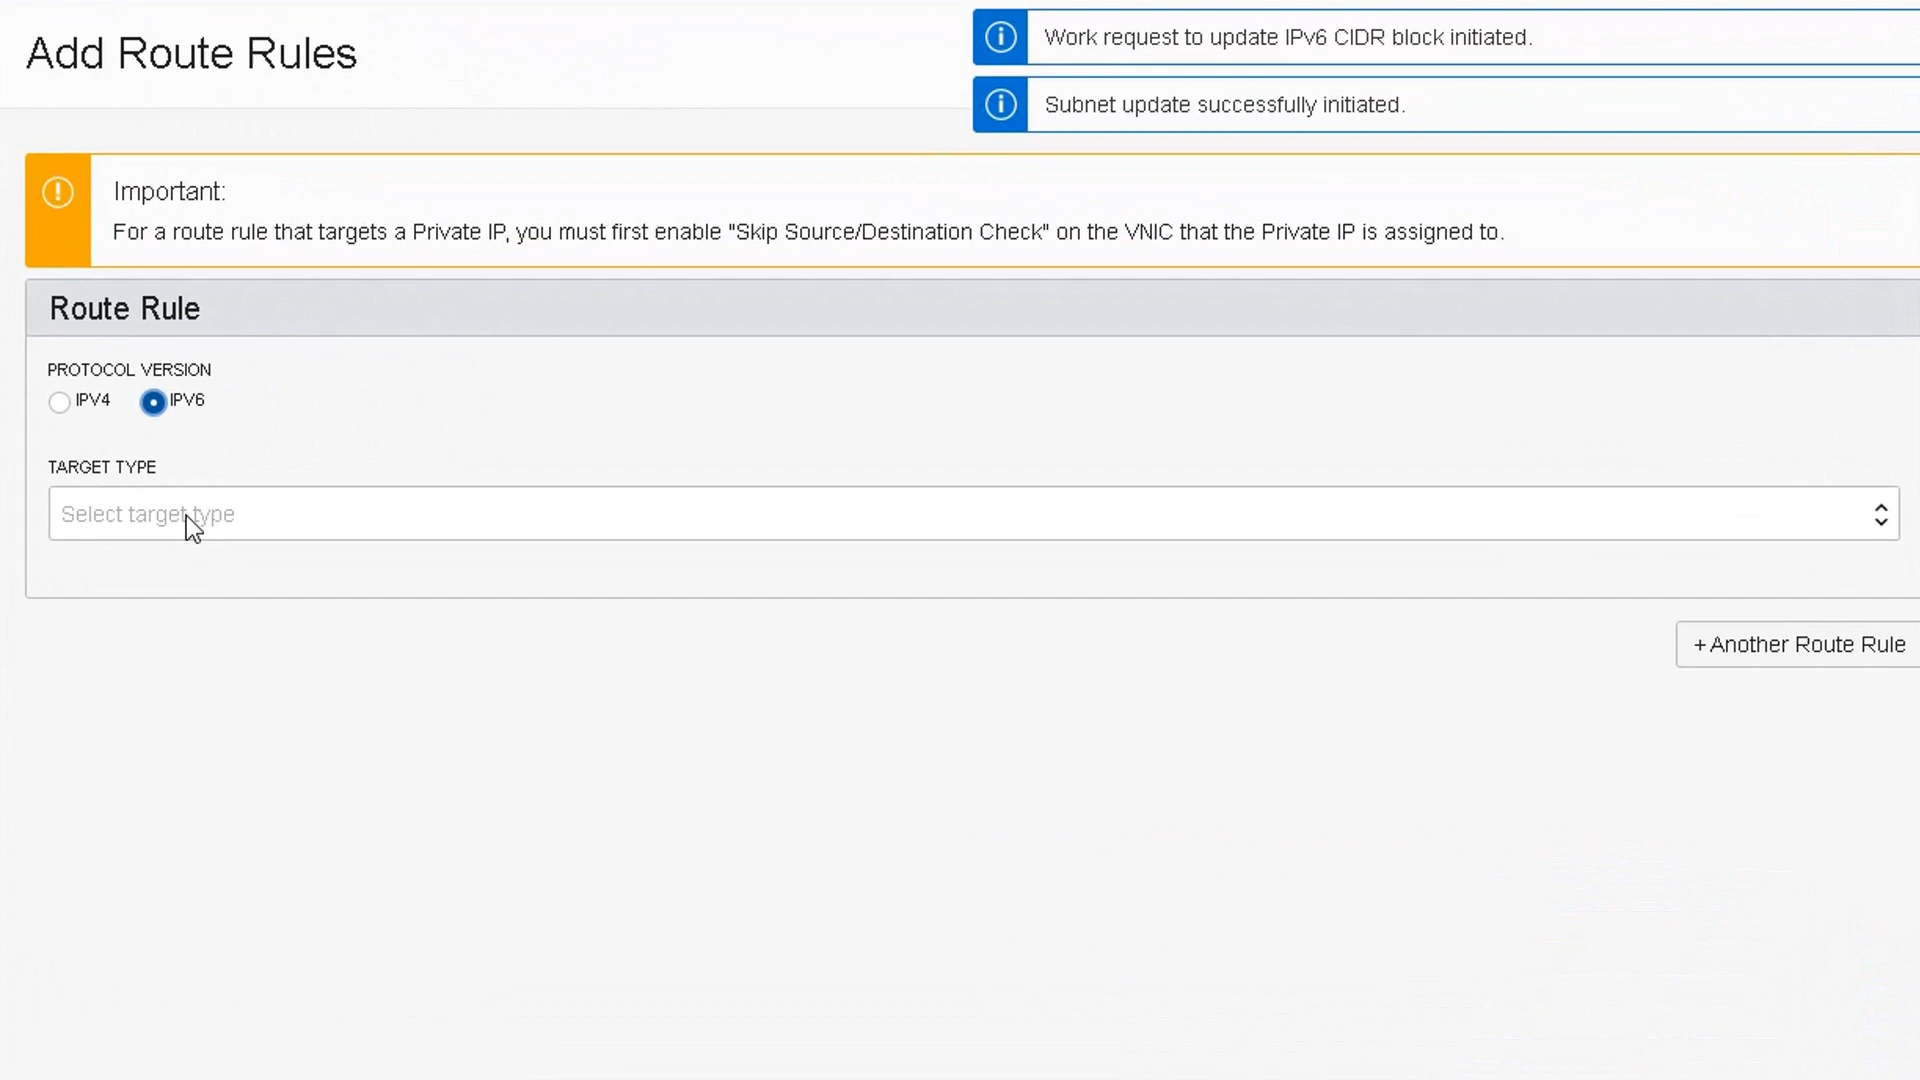 Add Route Rules
Work request to update IPv6 CIDR block initiated.
Subnet update successfully initiated.
Important:
For a route rule that targets a Private IP, you must first enable "Skip Source/Destination Check" on the VNIC that the Private IP is assigned to.
Route Rule
PROTOCOL VERSION
IPV4 IPV6
TARGET TYPE
Select target type
+ Another Route Rule